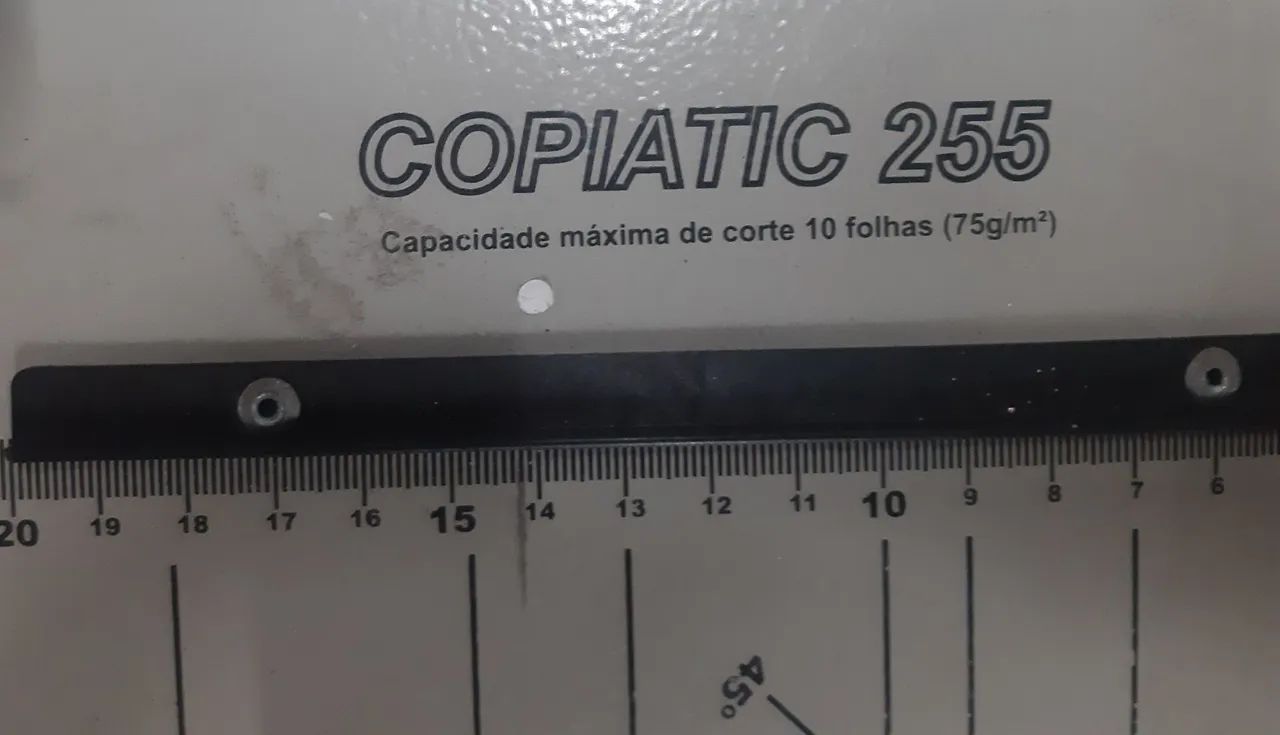 COPIATIC 255
Capacidade máxima de corte 10 folhas (75g/m²)
20 19 18 17 16 15 14 13 12 11 10 9 8 7 6
45°